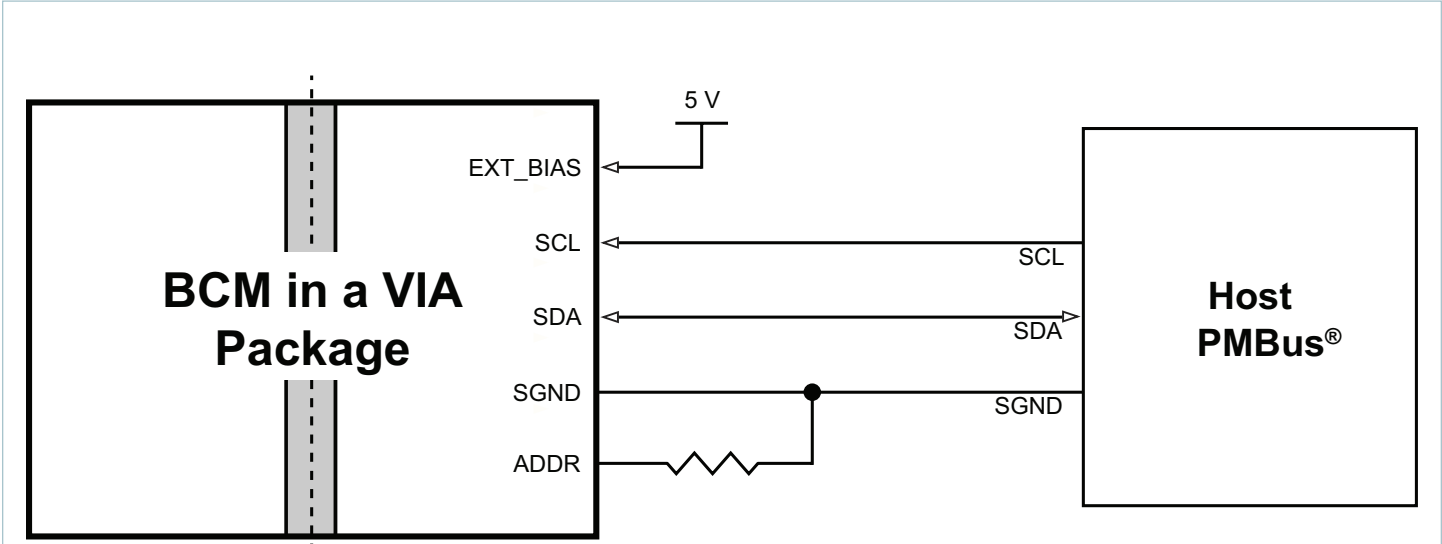 5 V
EXT_BIAS
SCL
SCL
BCM in a VIA
Package
SDA
SDA
Host
PMBus®
SGND
SGND
ADDR